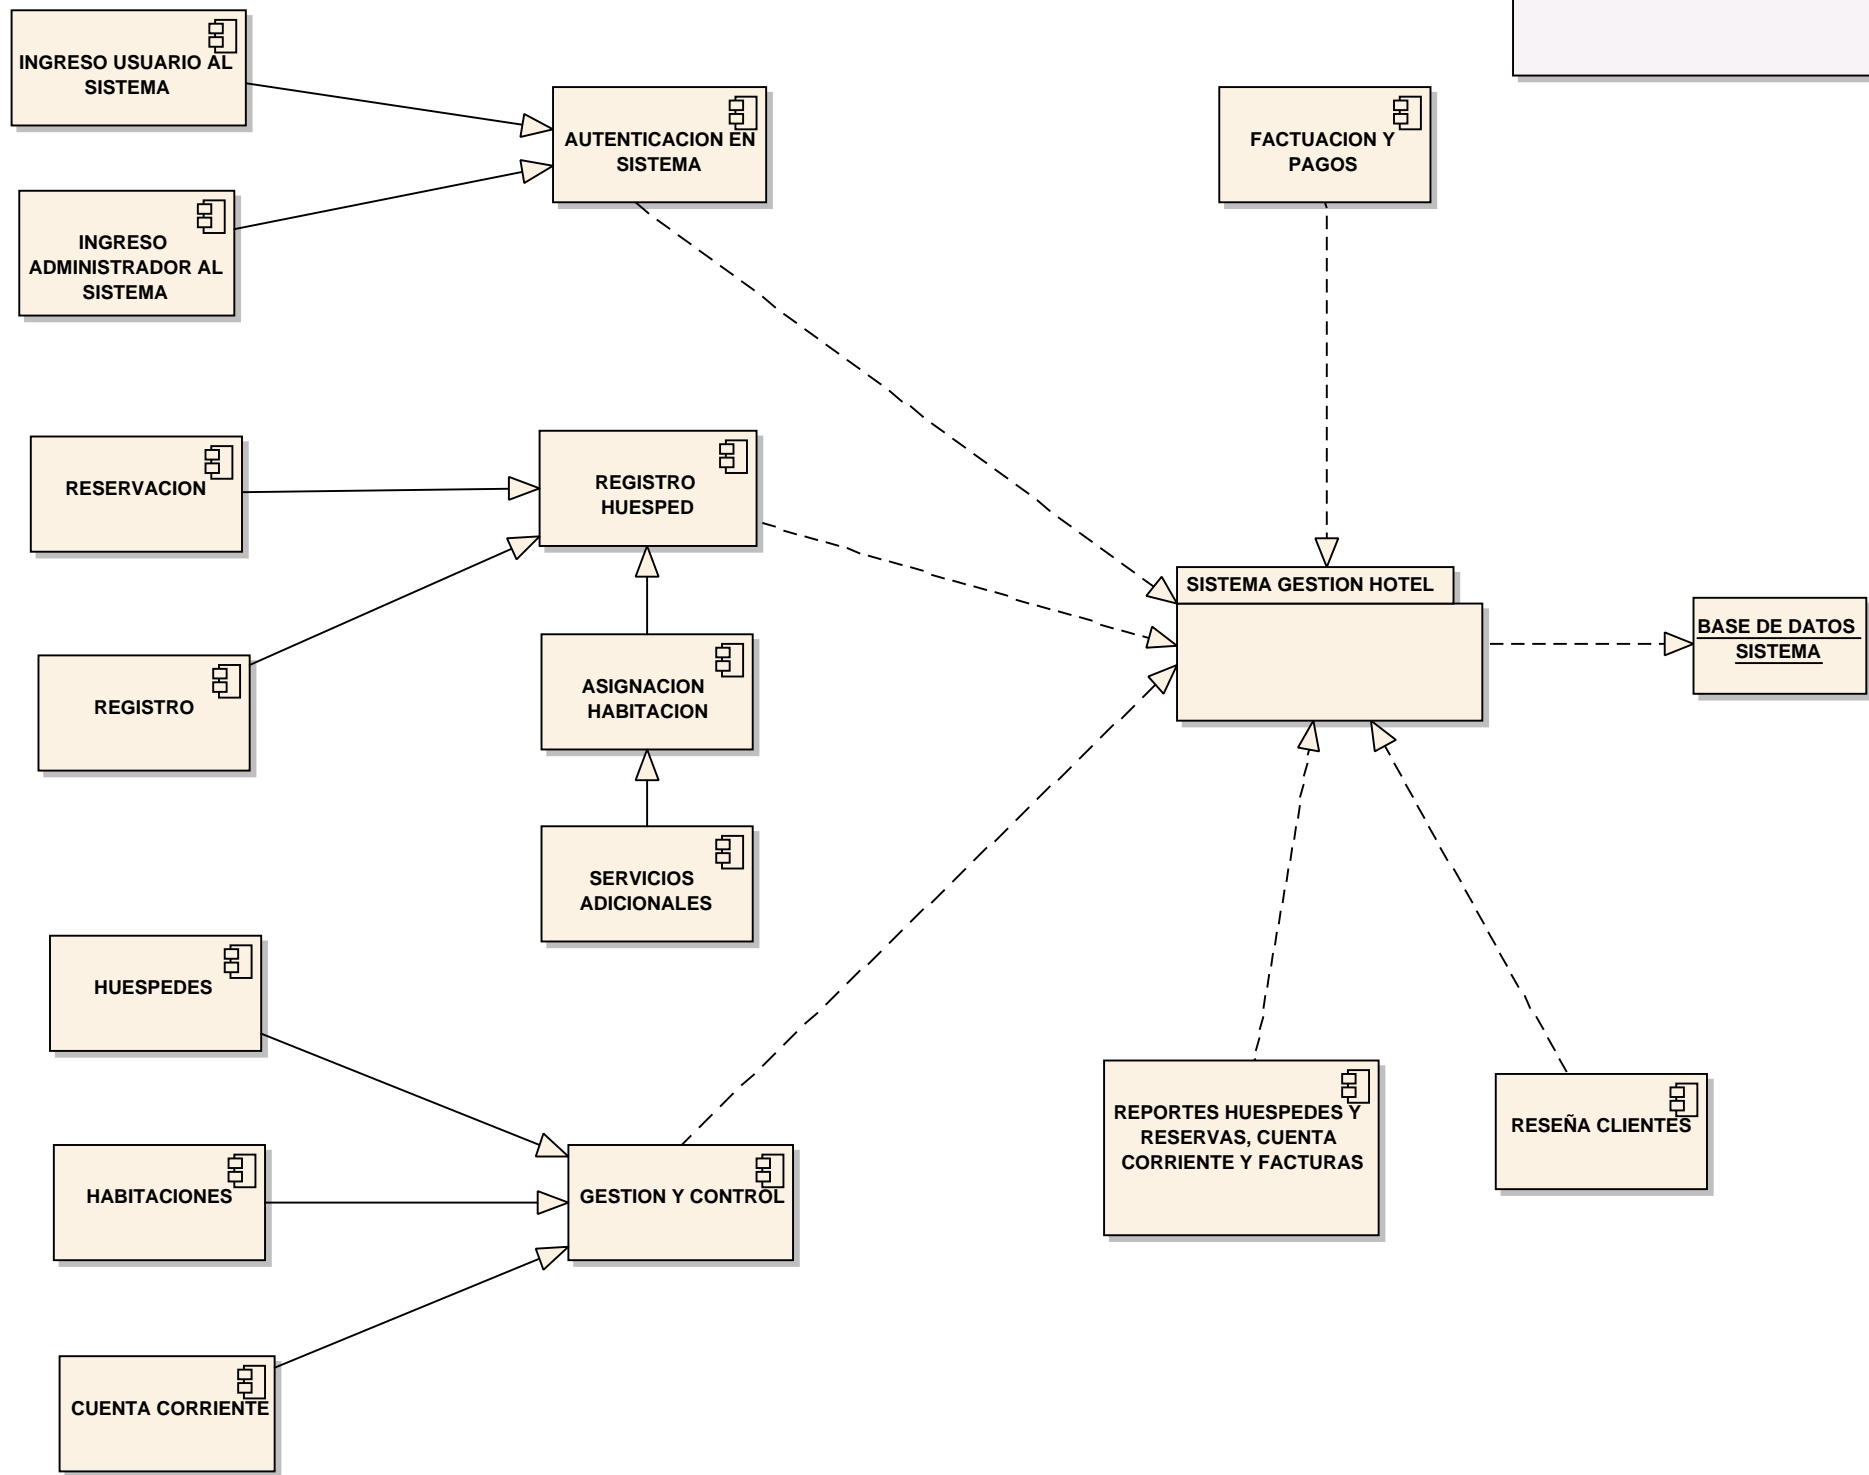 INGRESO USUARIO AL
SISTEMA
AUTENTICACION EN
SISTEMA
FACTUACION Y
PAGOS
INGRESO
ADMINISTRADOR AL
SISTEMA
RESERVACION
REGISTRO
HUESPED
SISTEMA GESTION HOTEL
BASE DE DATOS
SISTEMA
REGISTRO
ASIGNACION
HABITACION
SERVICIOS
ADICIONALES
HUESPEDES
HABITACIONES
GESTION Y CONTROL
REPORTES HUESPEDES Y
RESERVAS, CUENTA
CORRIENTE Y FACTURAS
RESEÑA CLIENTES
CUENTA CORRIENTE